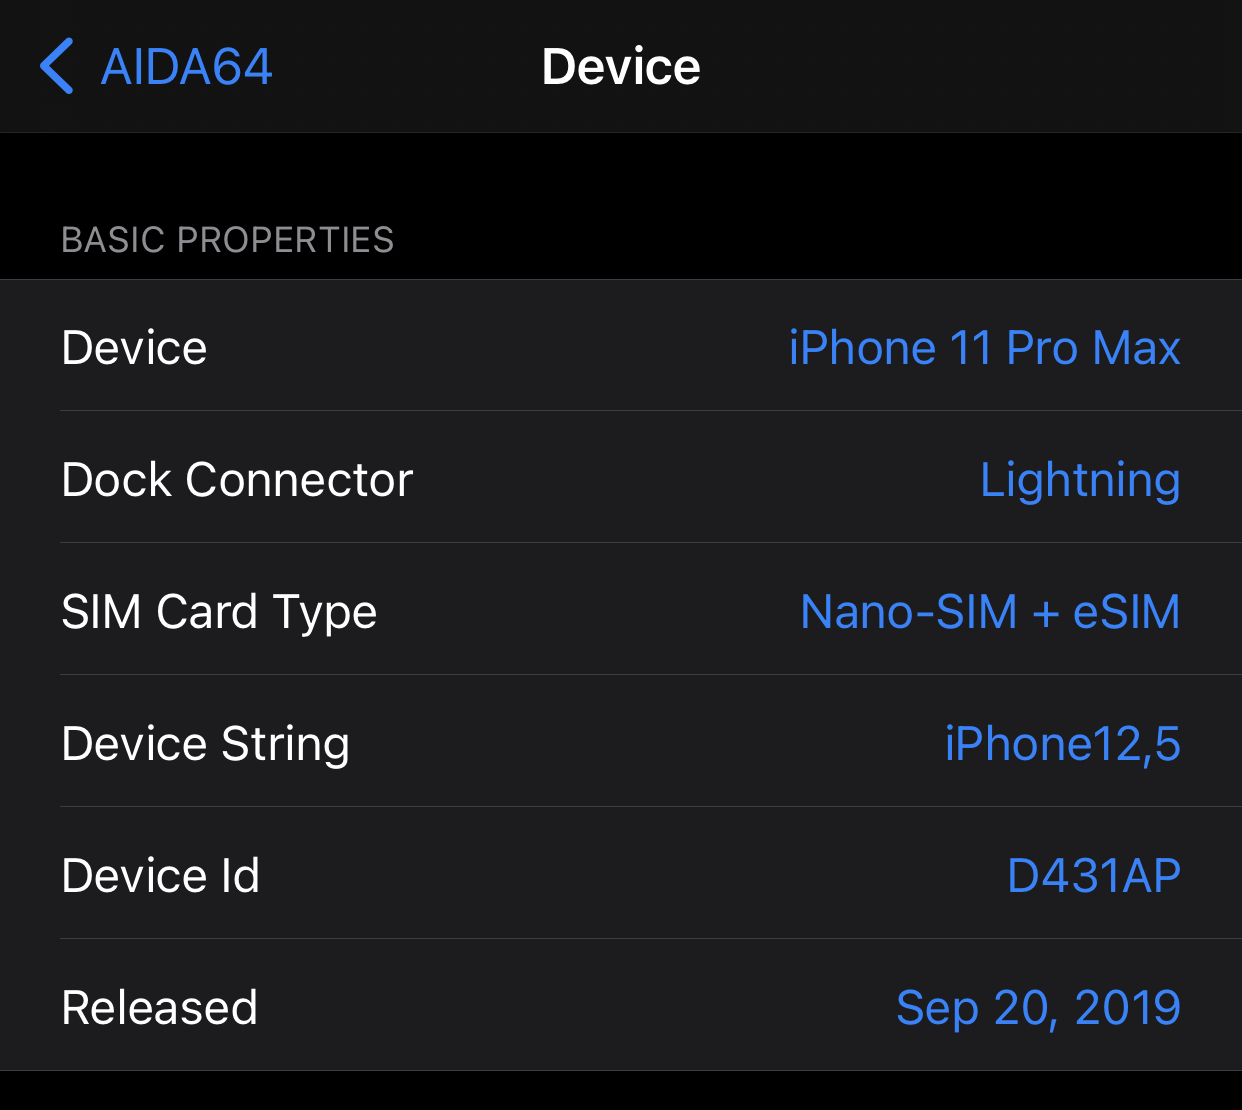 AIDA64
Device
BASIC PROPERTIES
Device iPhone 11 Pro Max
Dock Connector Lightning
SIM Card Type Nano-SIM + eSIM
Device String iPhone12,5
Device Id D431AP
Released Sep 20, 2019